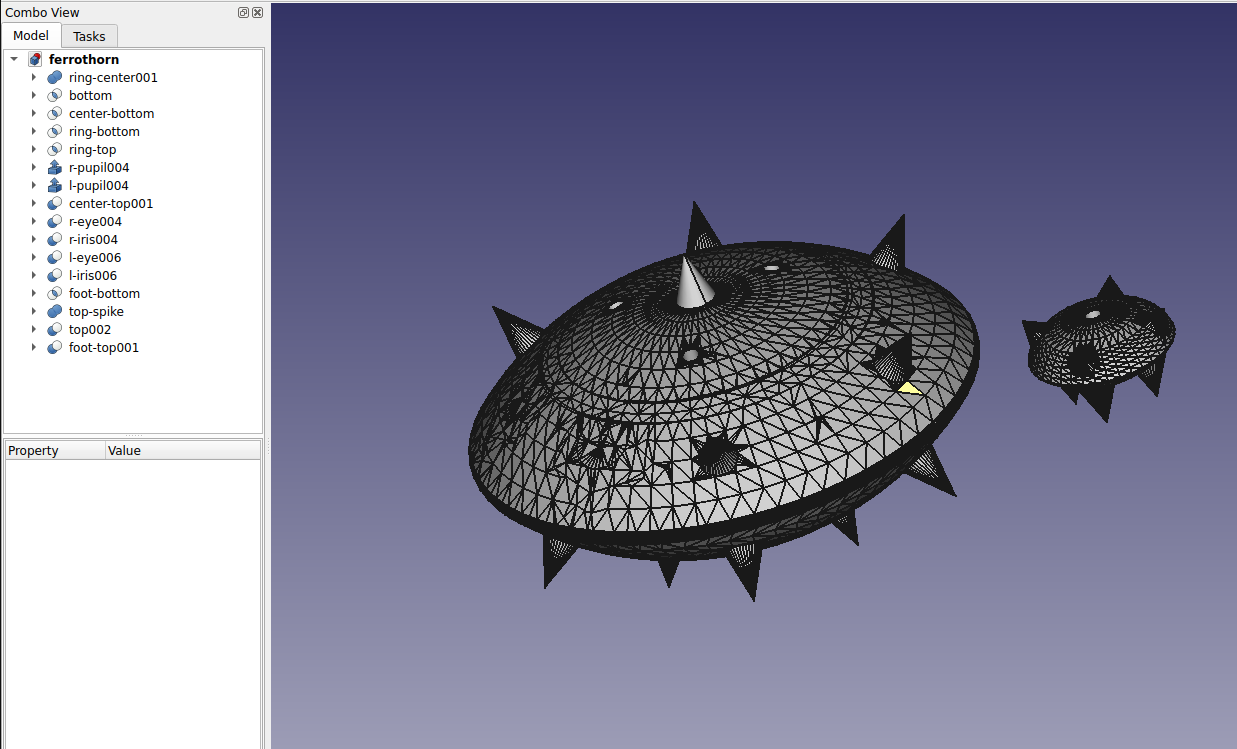 Combo View
Model Tasks
ferrothorn
ring-center001
bottom
center-bottom
ring-bottom
ring-top
r-pupil004
l-pupil004
center-top001
r-eye004
r-iris004
l-eye006
l-iris006
foot-bottom
top-spike
top002
foot-top001
Property Value